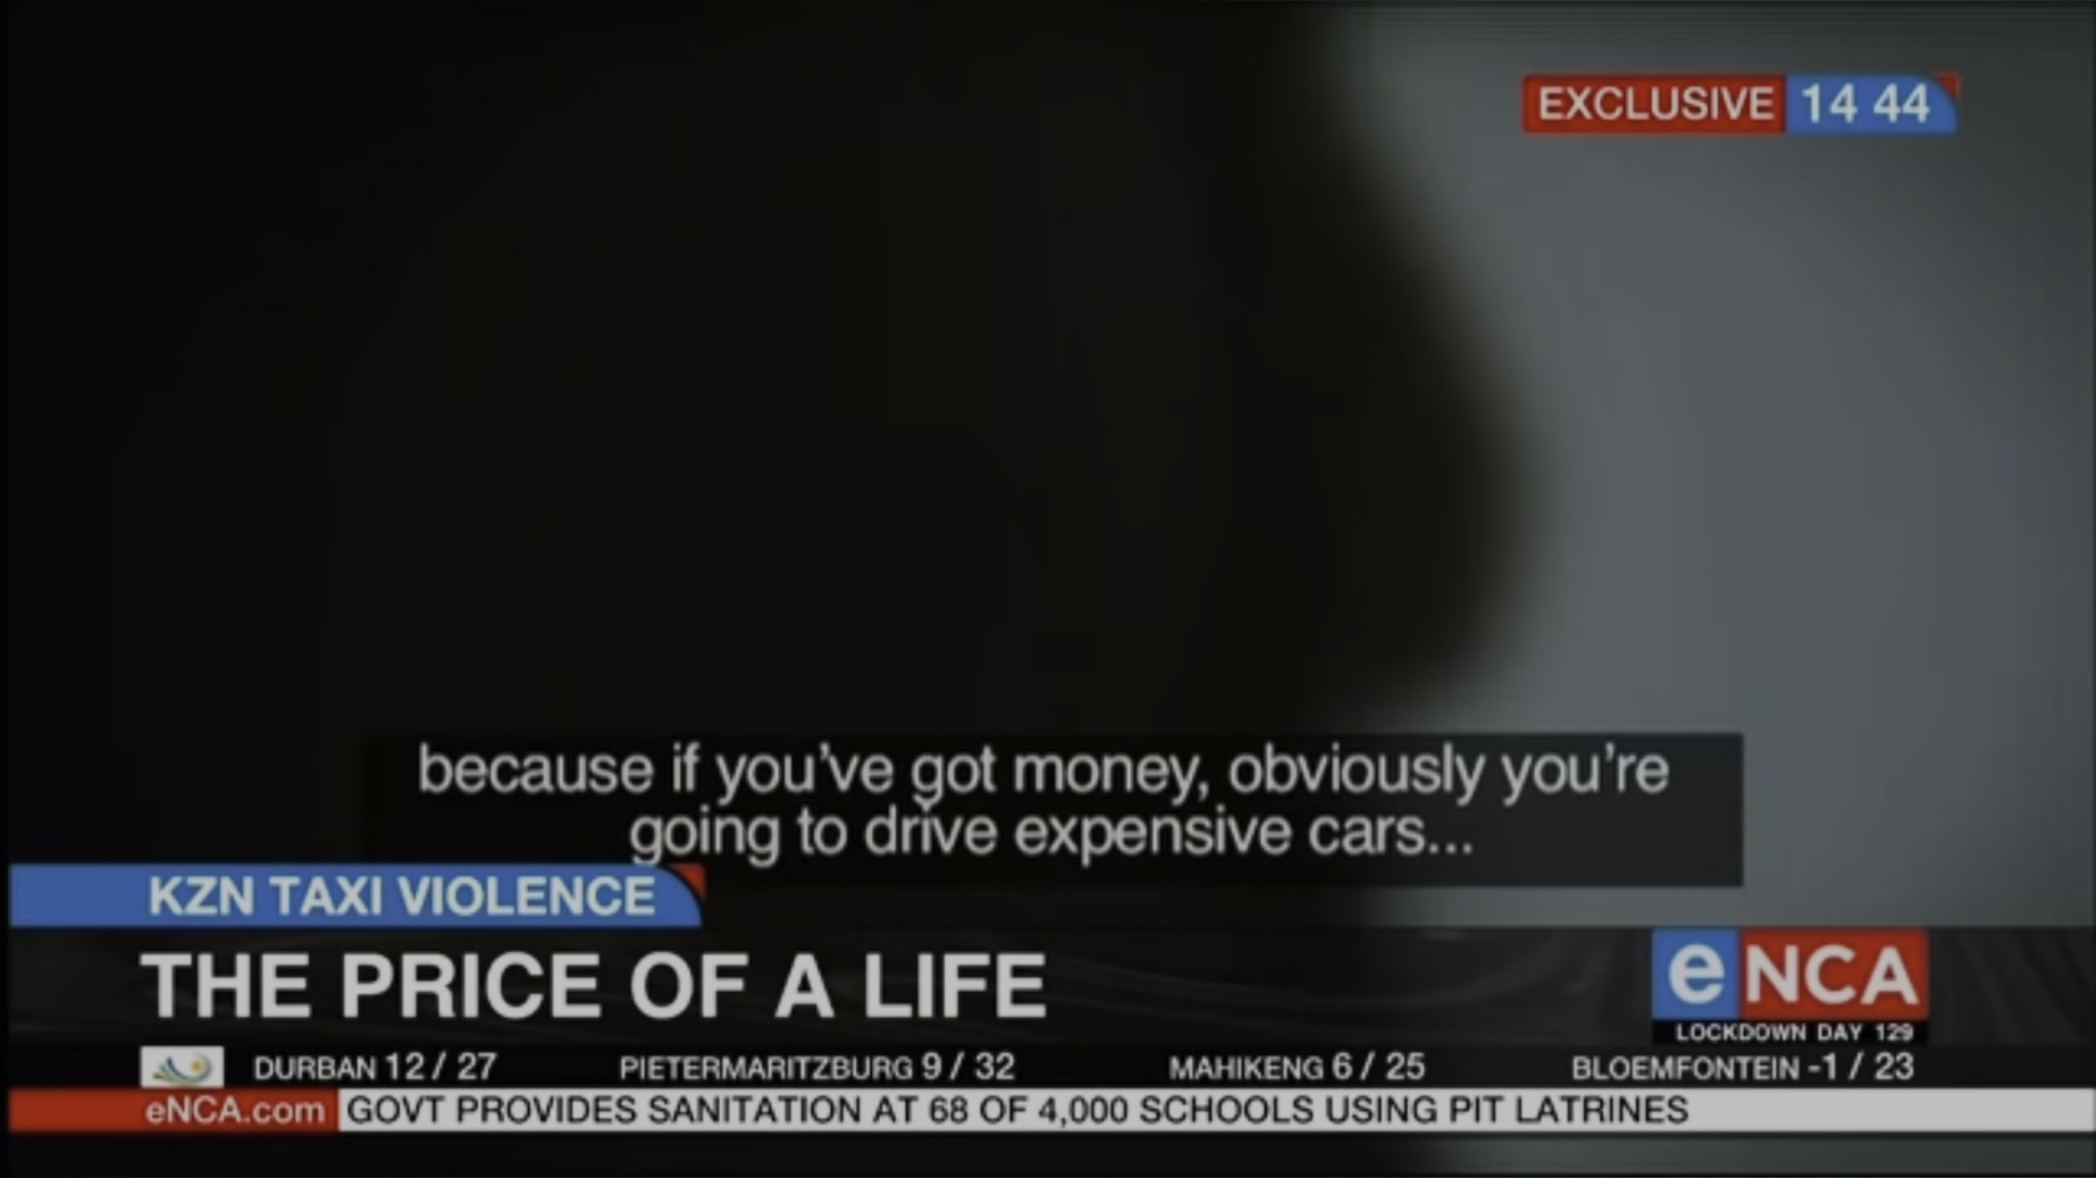 EXCLUSIVE 14 44
because if you've got money, obviously you're
going to drive expensive cars...
KZN TAXI VIOLENCE
THE PRICE OF A LIFE
eNCA
LOCKDOWN DAY 129
DURBAN 12 / 27 PIETERMARITZBURG 9 / 32 MAHIKENG 6 / 25 BLOEMFONTEIN -1 / 23
eNCA.com GOVT PROVIDES SANITATION AT 68 OF 4,000 SCHOOLS USING PIT LATRINES